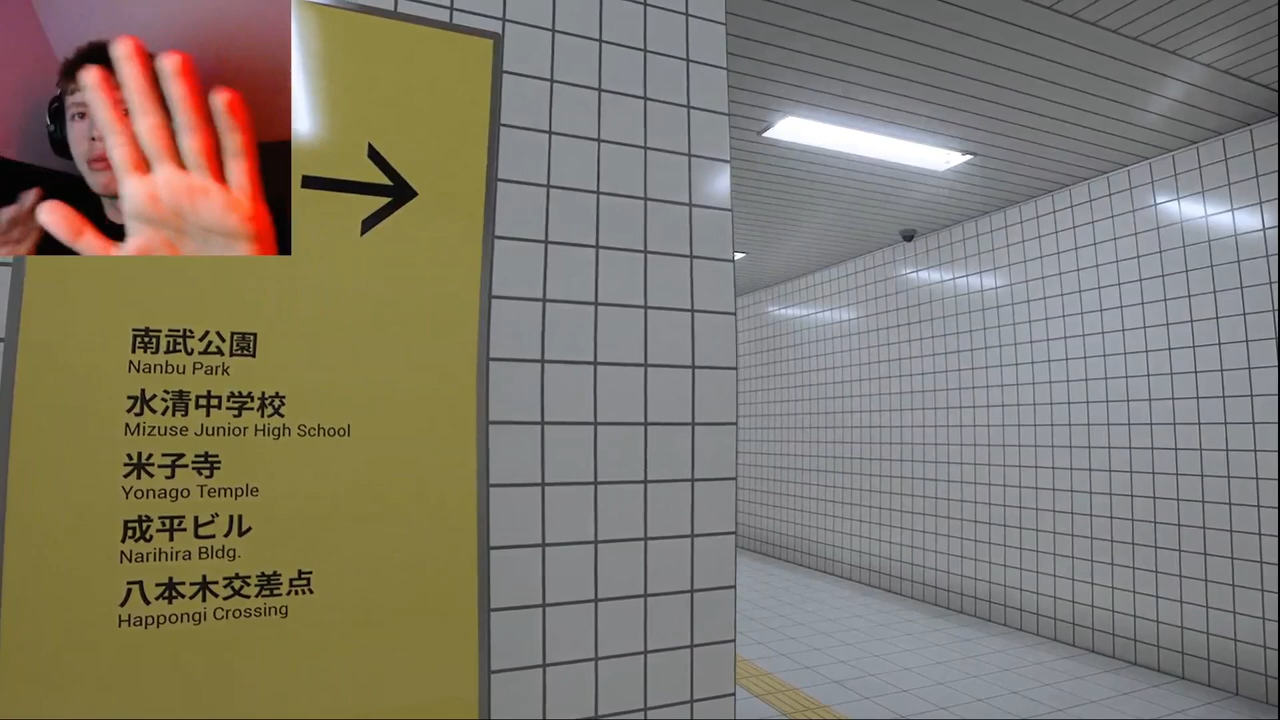 南武公園
Nanbu Park
水清中学校
Mizuse Junior High School
米子寺
Yonago Temple
成平ビル
Narihira Bldg.
八本木交差点
Happongi Crossing